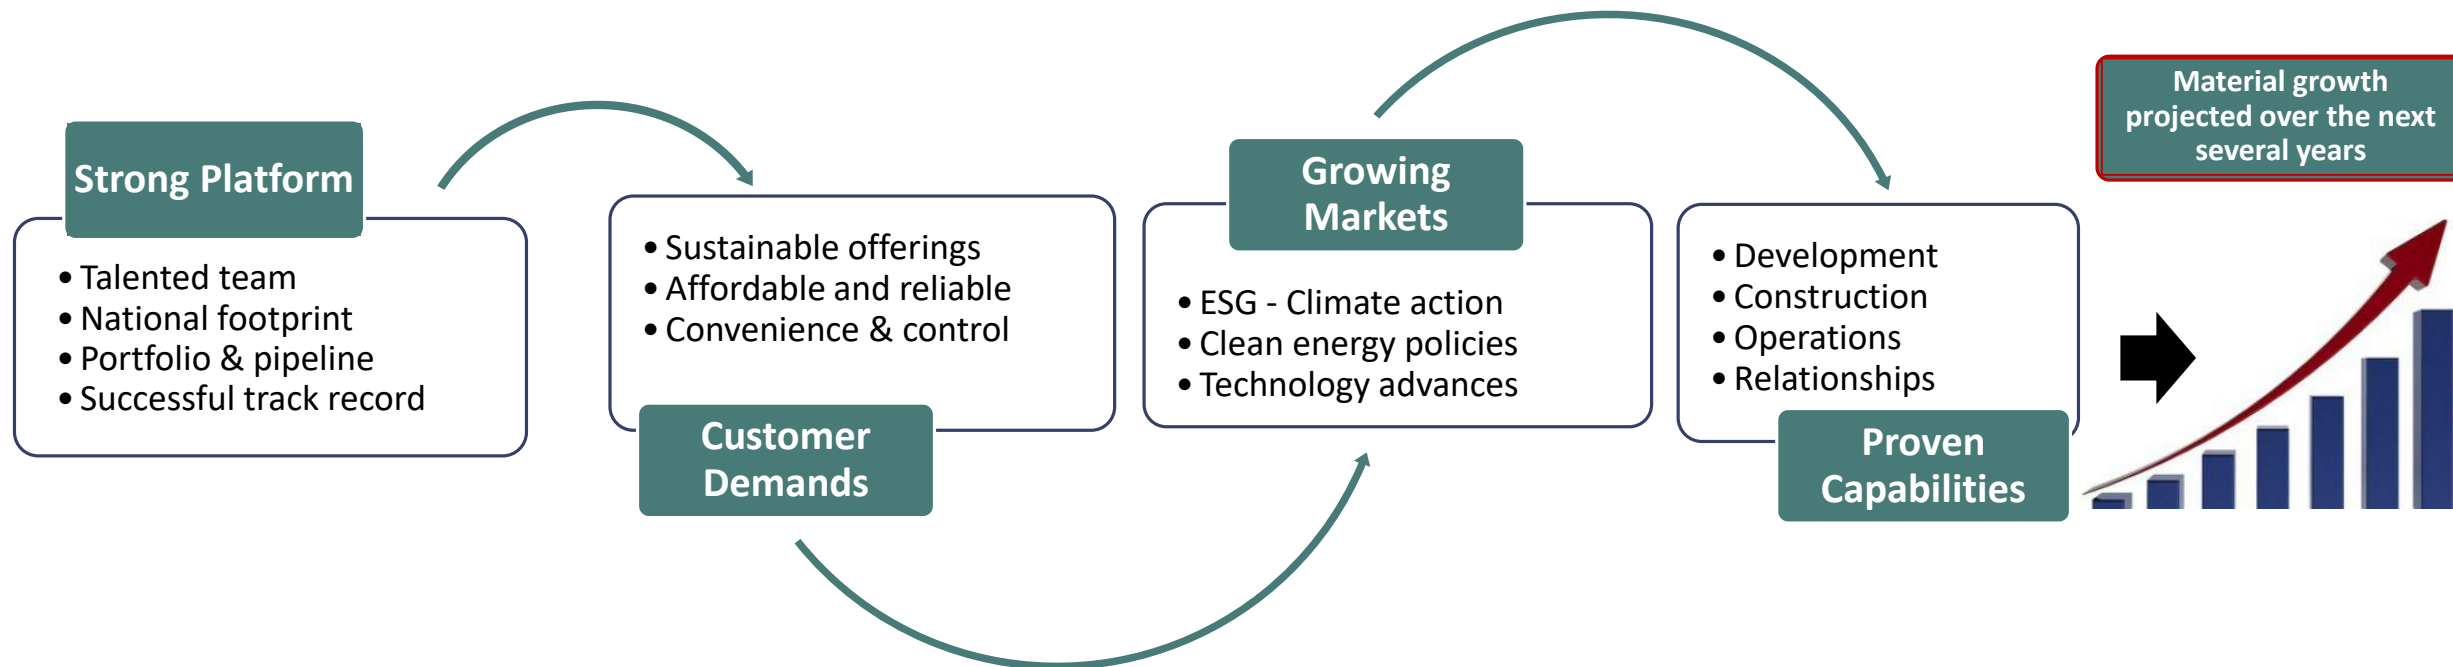 Strong Platform
• Talented team
• National footprint
• Portfolio & pipeline
• Successful track record
• Sustainable offerings
• Affordable and reliable
• Convenience & control
Customer
Demands
Growing
Markets
• ESG - Climate action
• Clean energy policies
• Technology advances
• Development
• Construction
• Operations
• Relationships
Proven
Capabilities
Material growth
projected over the next
several years